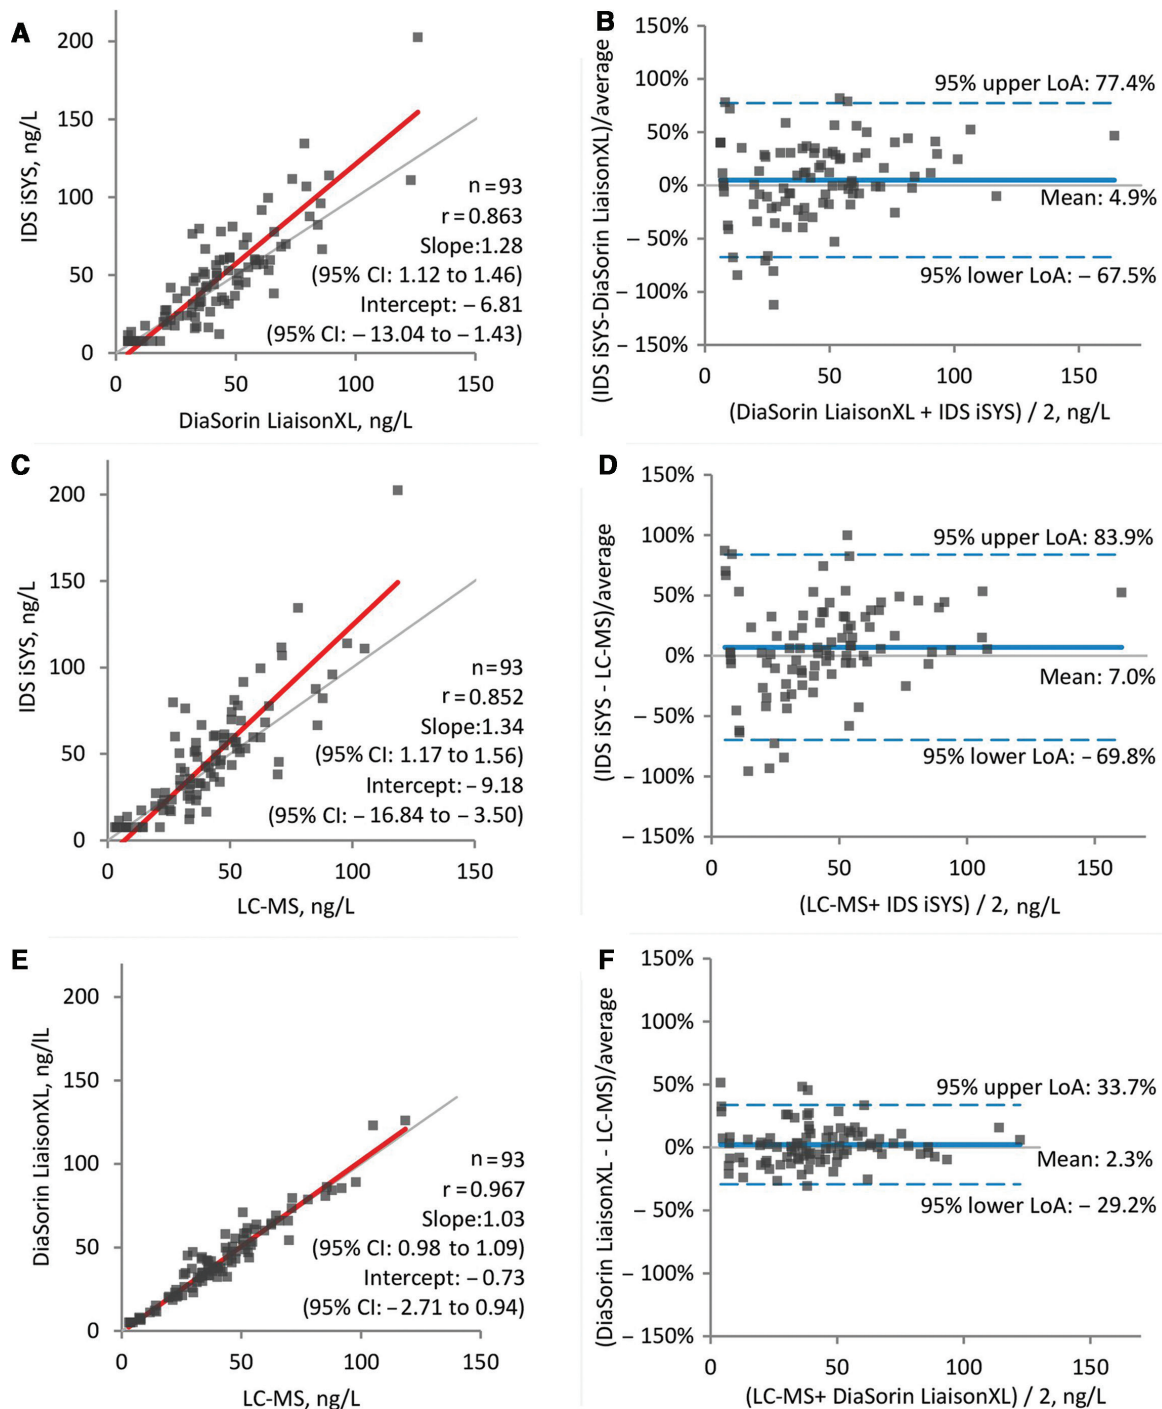 A
IDS iSYS, ng/L
200
150
100
50
0
0
50
100
150
DiaSorin LiaisonXL, ng/L
n=93
r=0.863
Slope:1.28
(95% CI: 1.12 to 1.46)
Intercept: – 6.81
(95% CI: – 13.04 to – 1.43)
B
(IDS iSYS-DiaSorin LiaisonXL)/average
150%
100%
50%
0%
– 50%
– 100%
– 150%
0
50
100
150
(DiaSorin LiaisonXL + IDS iSYS) / 2, ng/L
95% upper LoA: 77.4%
Mean: 4.9%
95% lower LoA: – 67.5%
C
IDS iSYS, ng/L
200
150
100
50
0
0
50
100
150
LC-MS, ng/L
n=93
r=0.852
Slope:1.34
(95% CI: 1.17 to 1.56)
Intercept: – 9.18
(95% CI: – 16.84 to – 3.50)
D
(IDS iSYS - LC-MS)/average
150%
100%
50%
0%
– 50%
– 100%
– 150%
0
50
100
150
(LC-MS+ IDS iSYS) / 2, ng/L
95% upper LoA: 83.9%
Mean: 7.0%
95% lower LoA: – 69.8%
E
DiaSorin LiaisonXL, ng/lL
200
150
100
50
0
0
50
100
150
LC-MS, ng/L
n=93
r=0.967
Slope:1.03
(95% CI: 0.98 to 1.09)
Intercept: – 0.73
(95% CI: –2.71 to 0.94)
F
(DiaSorin LiaisonXL - LC-MS)/average
150%
100%
50%
0%
– 50%
– 100%
– 150%
0
50
100
150
(LC-MS+ DiaSorin LiaisonXL) / 2, ng/L
95% upper LoA: 33.7%
Mean: 2.3%
95% lower LoA: – 29.2%